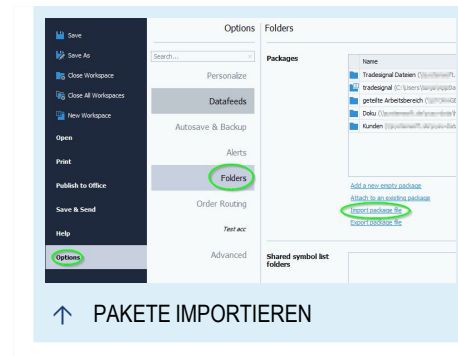 Save
Save As
Close Workspace
Close All Workspaces
New Workspace
Open
Print
Publish to Office
Save & Send
Help
Options
Options
Search...
Personalize
Datafeeds
Autosave & Backup
Alerts
Folders
Order Routing
Test acc
Advanced
Folders
Packages
Name
Tradesignal Dateien
tradesignal (C:\Users\
geteilte Arbeitsbereich
Doku
Kunden
Add a new empty package
Attach to an existing package
Import package file
Export package file
Shared symbol list
folders
↑ PAKETE IMPORTIEREN